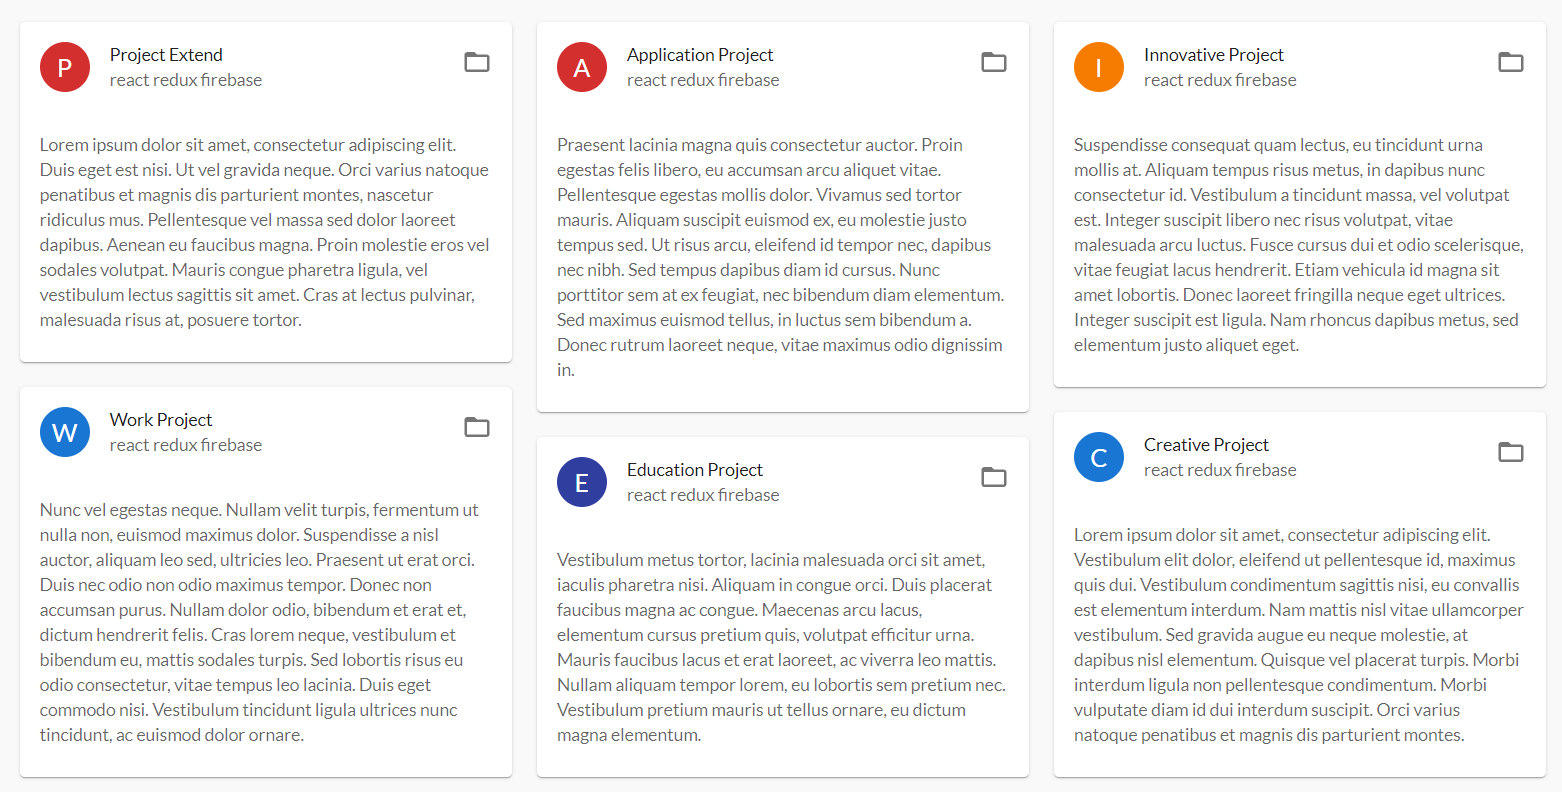 P
Project Extend
react redux firebase
Lorem ipsum dolor sit amet, consectetur adipiscing elit.
Duis eget est nisi. Ut vel gravida neque. Orci varius natoque
penatibus et magnis dis parturient montes, nascetur
ridiculus mus. Pellentesque vel massa sed dolor laoreet
dapibus. Aenean eu faucibus magna. Proin molestie eros vel
sodales volutpat. Mauris congue pharetra ligula, vel
vestibulum lectus sagittis sit amet. Cras at lectus pulvinar,
malesuada risus at, posuere tortor.
A
Application Project
react redux firebase
Praesent lacinia magna quis consectetur auctor. Proin
egestas felis libero, eu accumsan arcu aliquet vitae.
Pellentesque egestas mollis dolor. Vivamus sed tortor
mauris. Aliquam suscipit euismod ex, eu molestie justo
tempus sed. Ut risus arcu, eleifend id tempor nec, dapibus
nec nibh. Sed tempus dapibus diam id cursus. Nunc
porttitor sem at ex feugiat, nec bibendum diam elementum.
Sed maximus euismod tellus, in luctus sem bibendum a.
Donec rutrum laoreet neque, vitae maximus odio dignissim
in.
I
Innovative Project
react redux firebase
Suspendisse consequat quam lectus, eu tincidunt urna
mollis at. Aliquam tempus risus metus, in dapibus nunc
consectetur id. Vestibulum a tincidunt massa, vel volutpat
est. Integer suscipit libero nec risus volutpat, vitae
malesuada arcu luctus. Fusce cursus dui et odio scelerisque,
vitae feugiat lacus hendrerit. Etiam vehicula id magna sit
amet lobortis. Donec laoreet fringilla neque eget ultrices.
Integer suscipit est ligula. Nam rhoncus dapibus metus, sed
elementum justo aliquet eget.
W
Work Project
react redux firebase
Nunc vel egestas neque. Nullam velit turpis, fermentum ut
nulla non, euismod maximus dolor. Suspendisse a nisl
auctor, aliquam leo sed, ultricies leo. Praesent ut erat orci.
Duis nec odio non odio maximus tempor. Donec non
accumsan purus. Nullam dolor odio, bibendum et erat et,
dictum hendrerit felis. Cras lorem neque, vestibulum et
bibendum eu, mattis sodales turpis. Sed lobortis risus eu
odio consectetur, vitae tempus leo lacinia. Duis eget
commodo nisi. Vestibulum tincidunt ligula ultrices nunc
tincidunt, ac euismod dolor ornare.
E
Education Project
react redux firebase
Vestibulum metus tortor, lacinia malesuada orci sit amet,
iaculis pharetra nisi. Aliquam in congue orci. Duis placerat
faucibus magna ac congue. Maecenas arcu lacus,
elementum cursus pretium quis, volutpat efficitur urna.
Mauris faucibus lacus et erat laoreet, ac viverra leo mattis.
Nullam aliquam tempor lorem, eu lobortis sem pretium nec.
Vestibulum pretium mauris ut tellus ornare, eu dictum
magna elementum.
C
Creative Project
react redux firebase
Lorem ipsum dolor sit amet, consectetur adipiscing elit.
Vestibulum elit dolor, eleifend ut pellentesque id, maximus
quis dui. Vestibulum condimentum sagittis nisi, eu convallis
est elementum interdum. Nam mattis nisl vitae ullamcorper
vestibulum. Sed gravida augue eu neque molestie, at
dapibus nisl elementum. Quisque vel placerat turpis. Morbi
interdum ligula non pellentesque condimentum. Morbi
vulputate diam id dui interdum suscipit. Orci varius
natoque penatibus et magnis dis parturient montes.